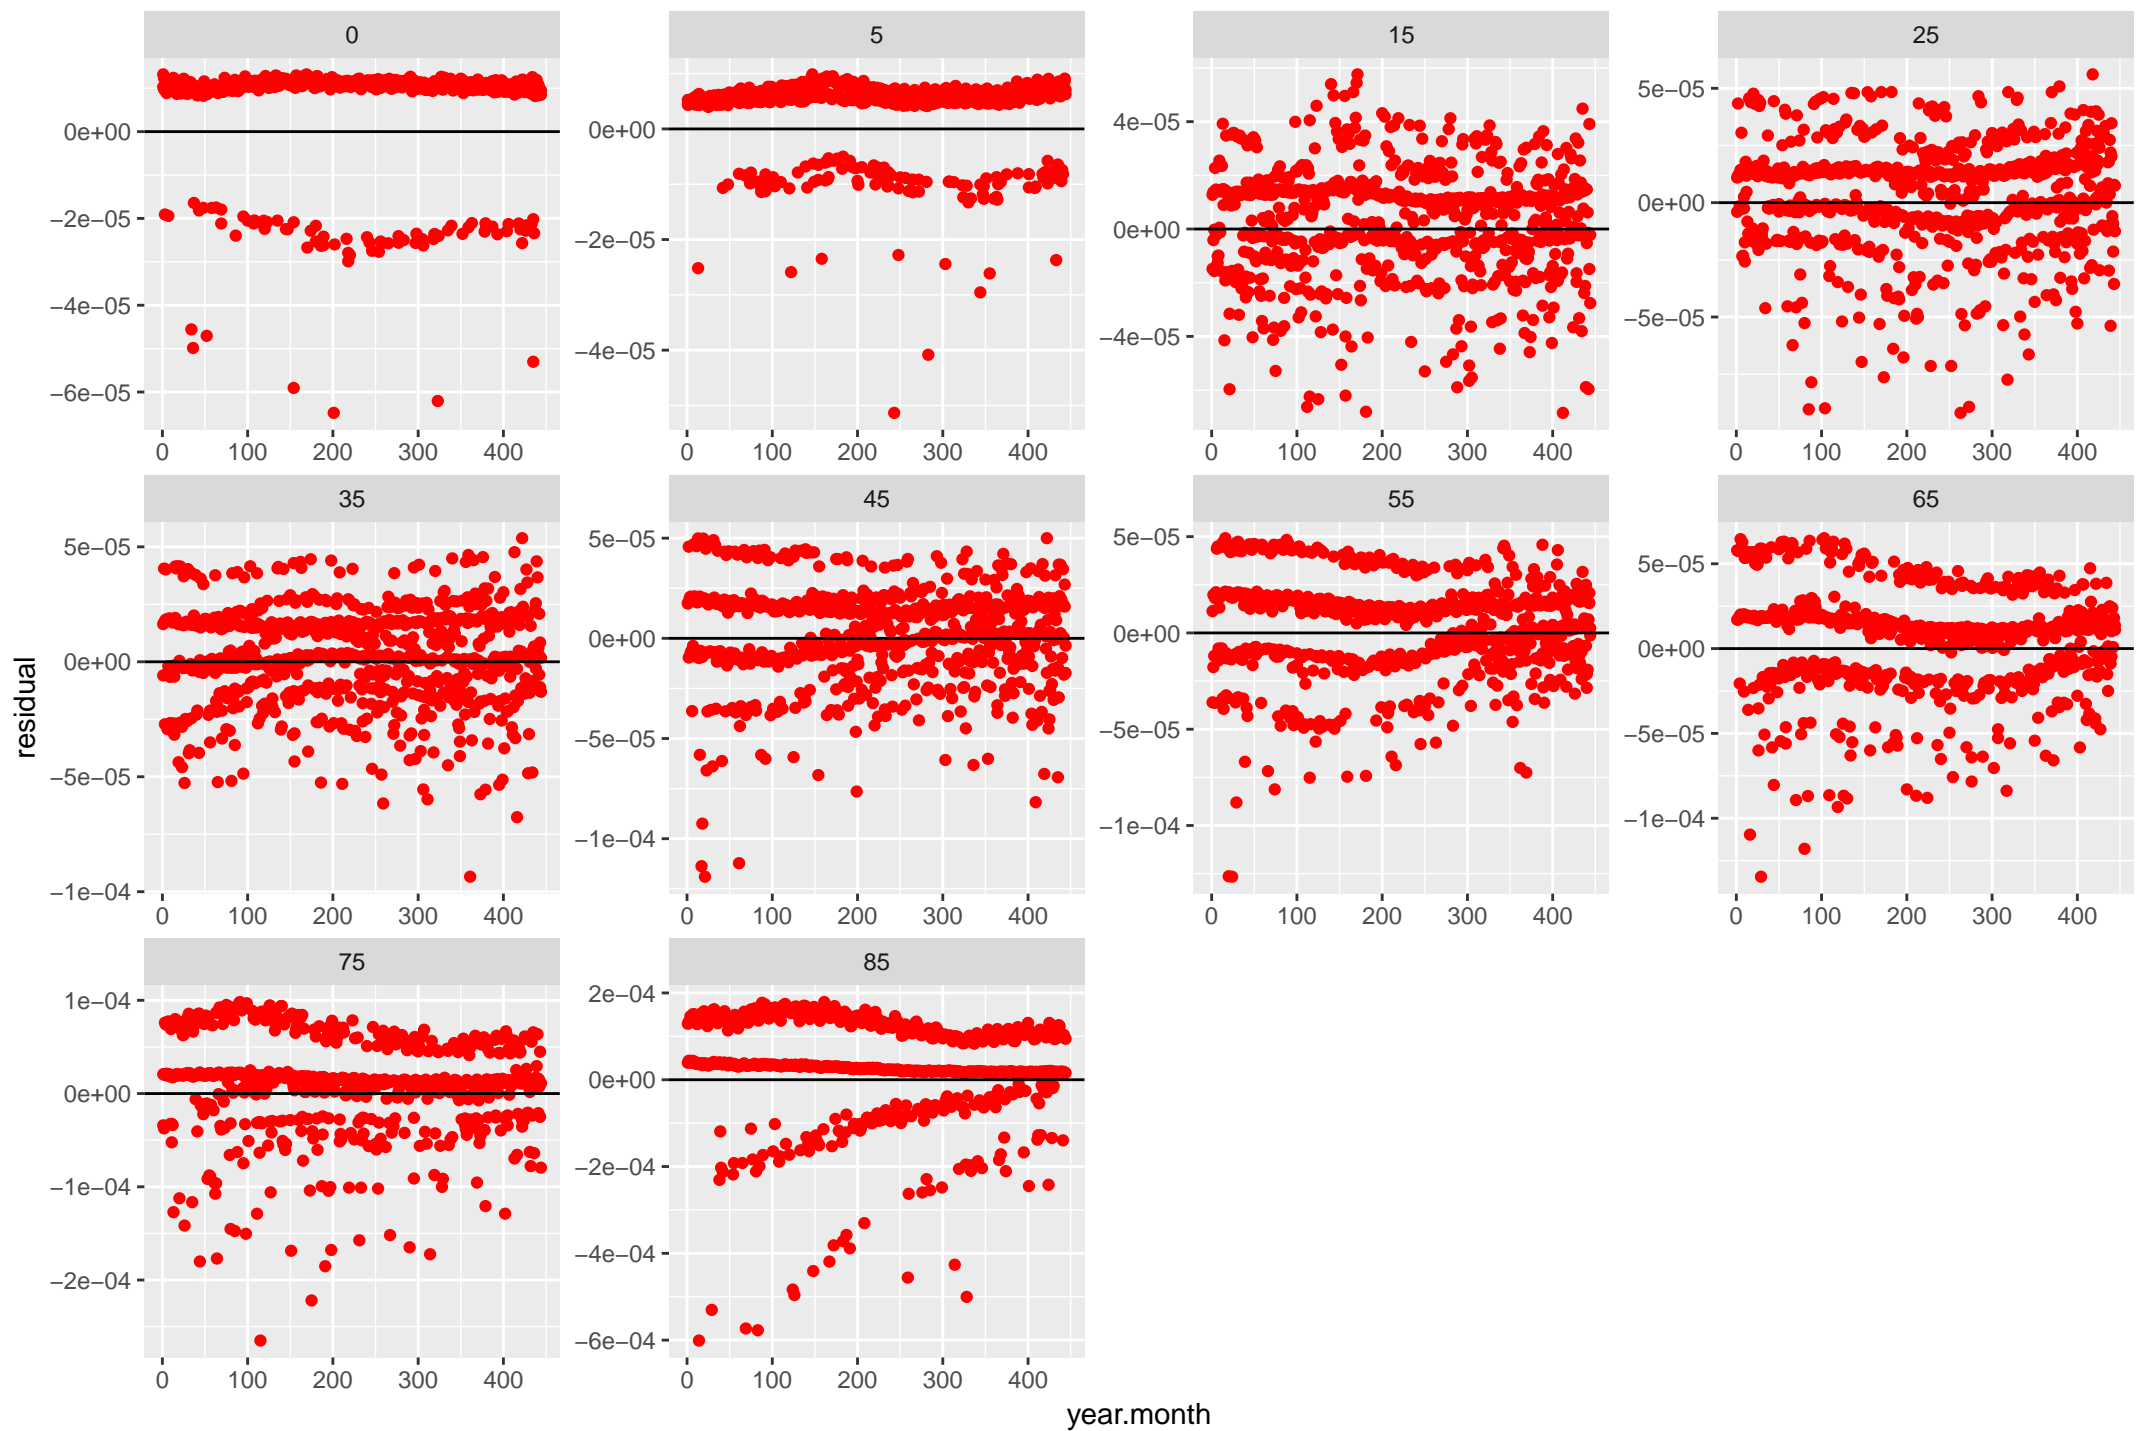 0 5 15 25
0e+00
−2e−05
−4e−05
−6e−05
0 100 200 300 400
0e+00
−2e−05
−4e−05
0 100 200 300 400
4e−05
0e+00
−4e−05
0 100 200 300 400
5e−05
0e+00
−5e−05
0 100 200 300 400
35 45 55 65
5e−05
0e+00
−5e−05
−1e−04
0 100 200 300 400
5e−05
0e+00
−5e−05
−1e−04
0 100 200 300 400
5e−05
0e+00
−5e−05
−1e−04
0 100 200 300 400
5e−05
0e+00
−5e−05
−1e−04
0 100 200 300 400
75 85
1e−04
0e+00
−1e−04
−2e−04
0 100 200 300 400
2e−04
0e+00
−2e−04
−4e−04
−6e−04
0 100 200 300 400
residual
year.month